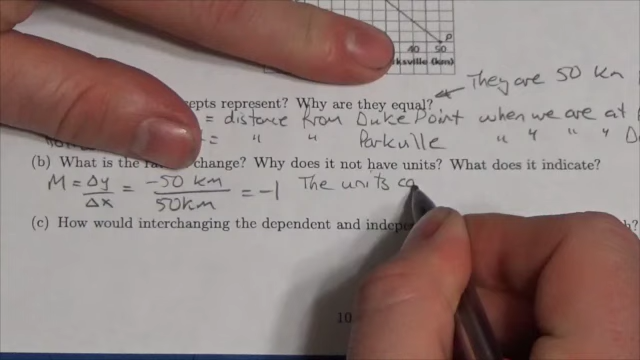 40 50 P
ksville (km)
They are 50 km
cepts represent? Why are they equal?
= distance from Duke Point when we are at
= " " Parkville " " " "
(b) What is the change? Why does it not have units? What does it indicate?
M = Δy/Δx = -50 km/50km = -1 The units ca
(c) How would interchanging the dependent and indepe h?
10